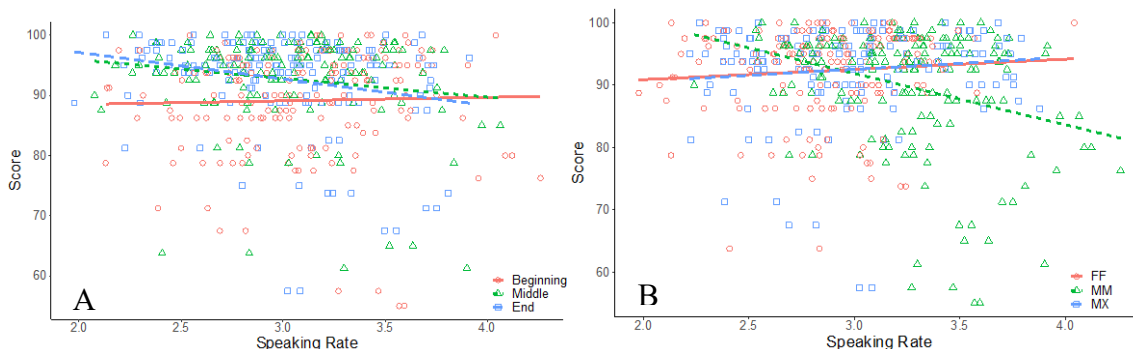 100
90
80
70
60
Score
A
Beginning
Middle
End
2.0 2.5 3.0 3.5 4.0
Speaking Rate
100
90
80
70
60
Score
B
FF
MM
MX
2.0 2.5 3.0 3.5 4.0
Speaking Rate